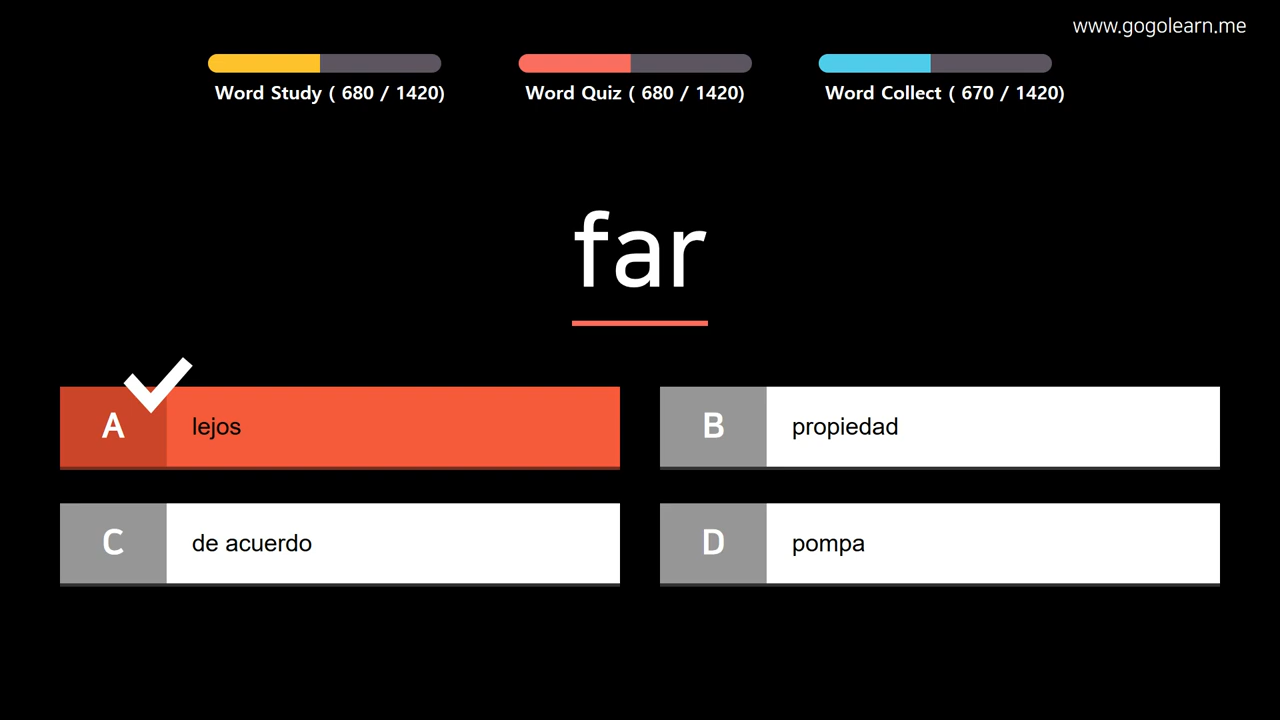 www.gogolearn.me
Word Study ( 680 / 1420)
Word Quiz ( 680 / 1420)
Word Collect ( 670 / 1420)
far
A
lejos
B
propiedad
C
de acuerdo
D
pompa